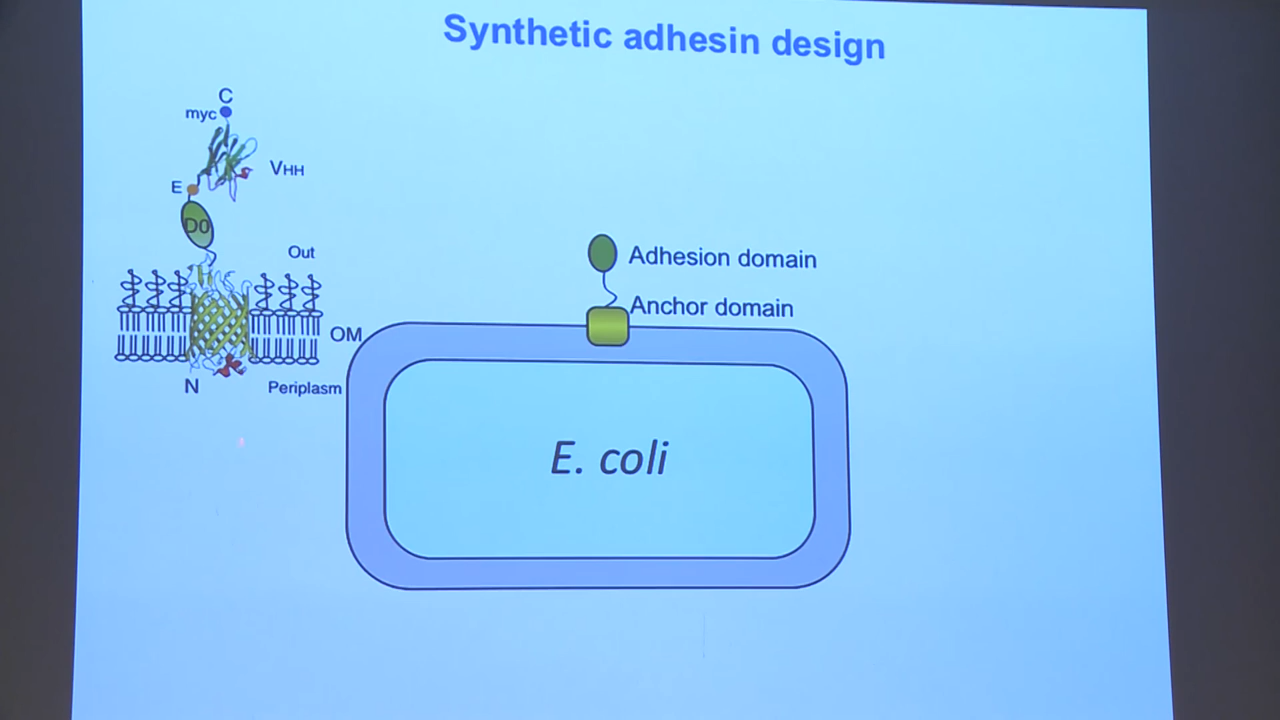 Synthetic adhesin design
C
myc
VHH
E
D0
Out
OM
N
Periplasm
Adhesion domain
Anchor domain
E. coli